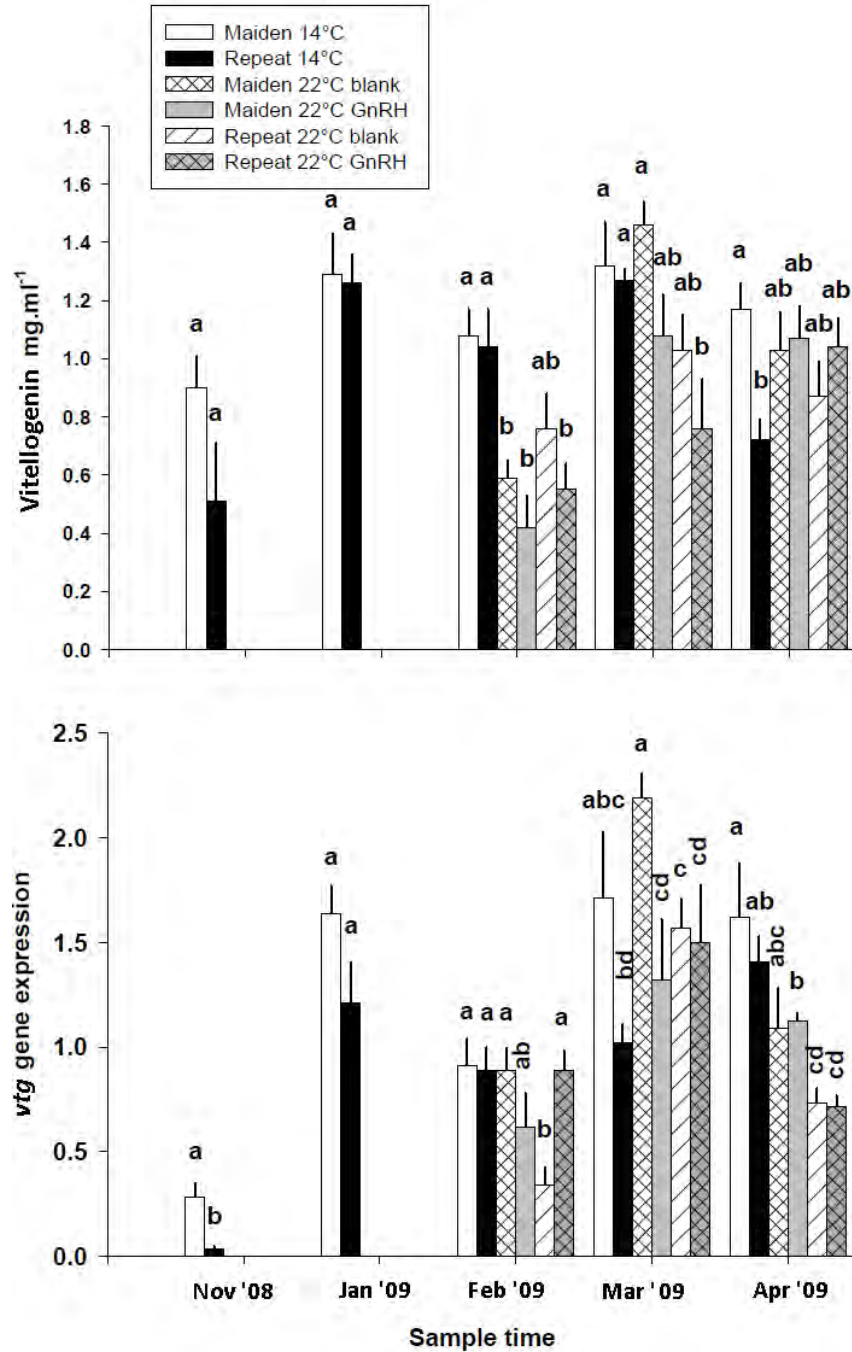 Maiden 14°C
Repeat 14°C
Maiden 22°C blank
Maiden 22°C GnRH
Repeat 22°C blank
Repeat 22°C GnRH
Vitellogenin mg.ml-1
1.8
1.6
1.4
1.2
1.0
0.8
0.6
0.4
0.2
0.0
a
a
a
a
a
a
b
b
ab
b
a
a
a
ab
ab
b
a
b
ab
ab
ab
ab
vtg gene expression
2.5
2.0
1.5
1.0
0.5
0.0
a
b
a
a
a
a
a
ab
b
a
abc
bd
a
cd
c
cd
a
ab
abc
b
cd
cd
Nov '08
Jan '09
Feb '09
Mar '09
Apr '09
Sample time